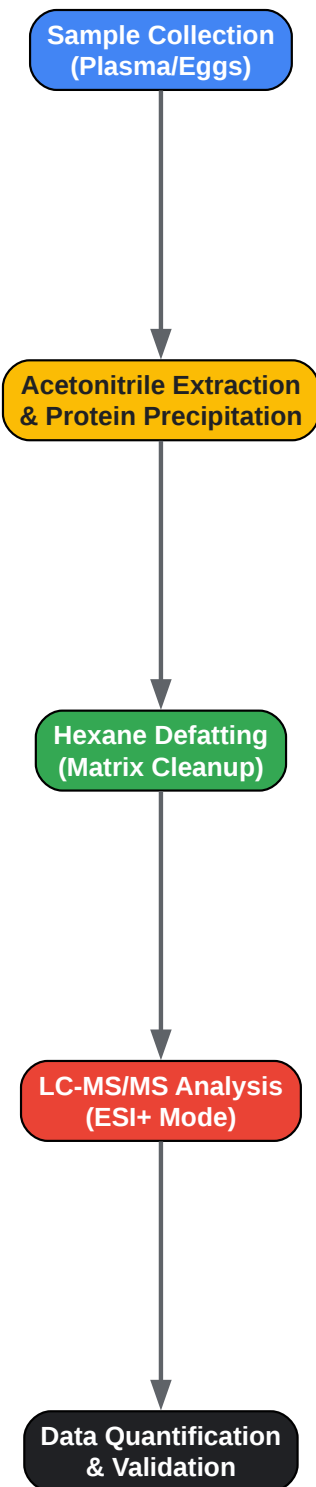 Sample Collection
(Plasma/Eggs)
Acetonitrile Extraction
& Protein Precipitation
Hexane Defatting
(Matrix Cleanup)
LC-MS/MS Analysis
(ESI+ Mode)
Data Quantification
& Validation